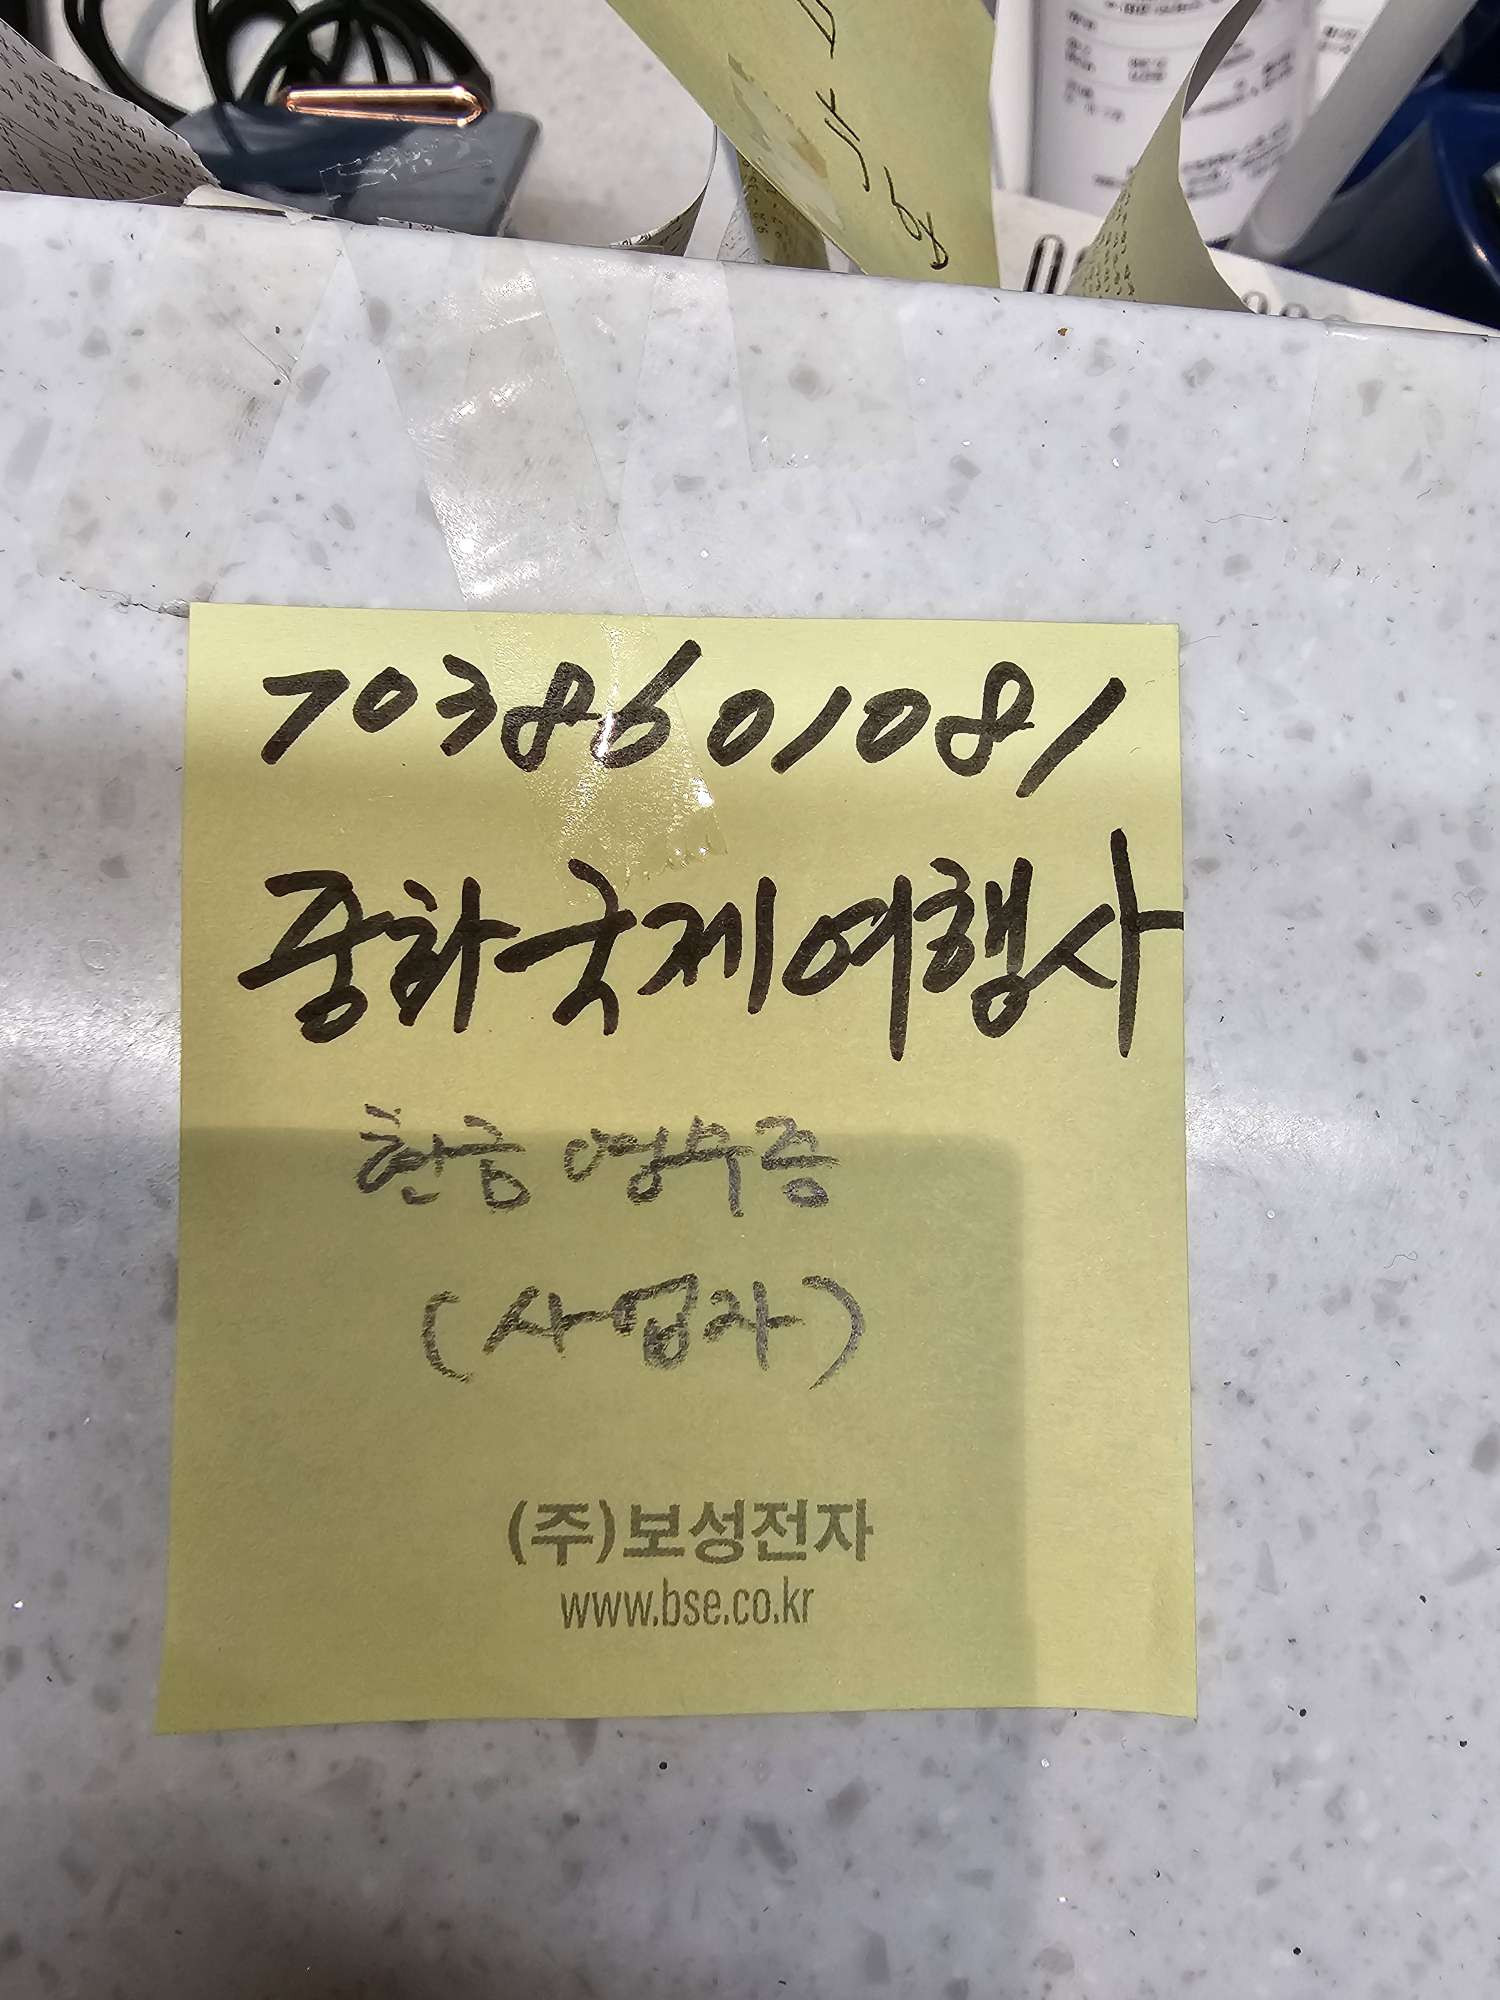 7038601081
중화국제여행사
현금 영수증
(사업자)
(주)보성전자
www.bse.co.kr